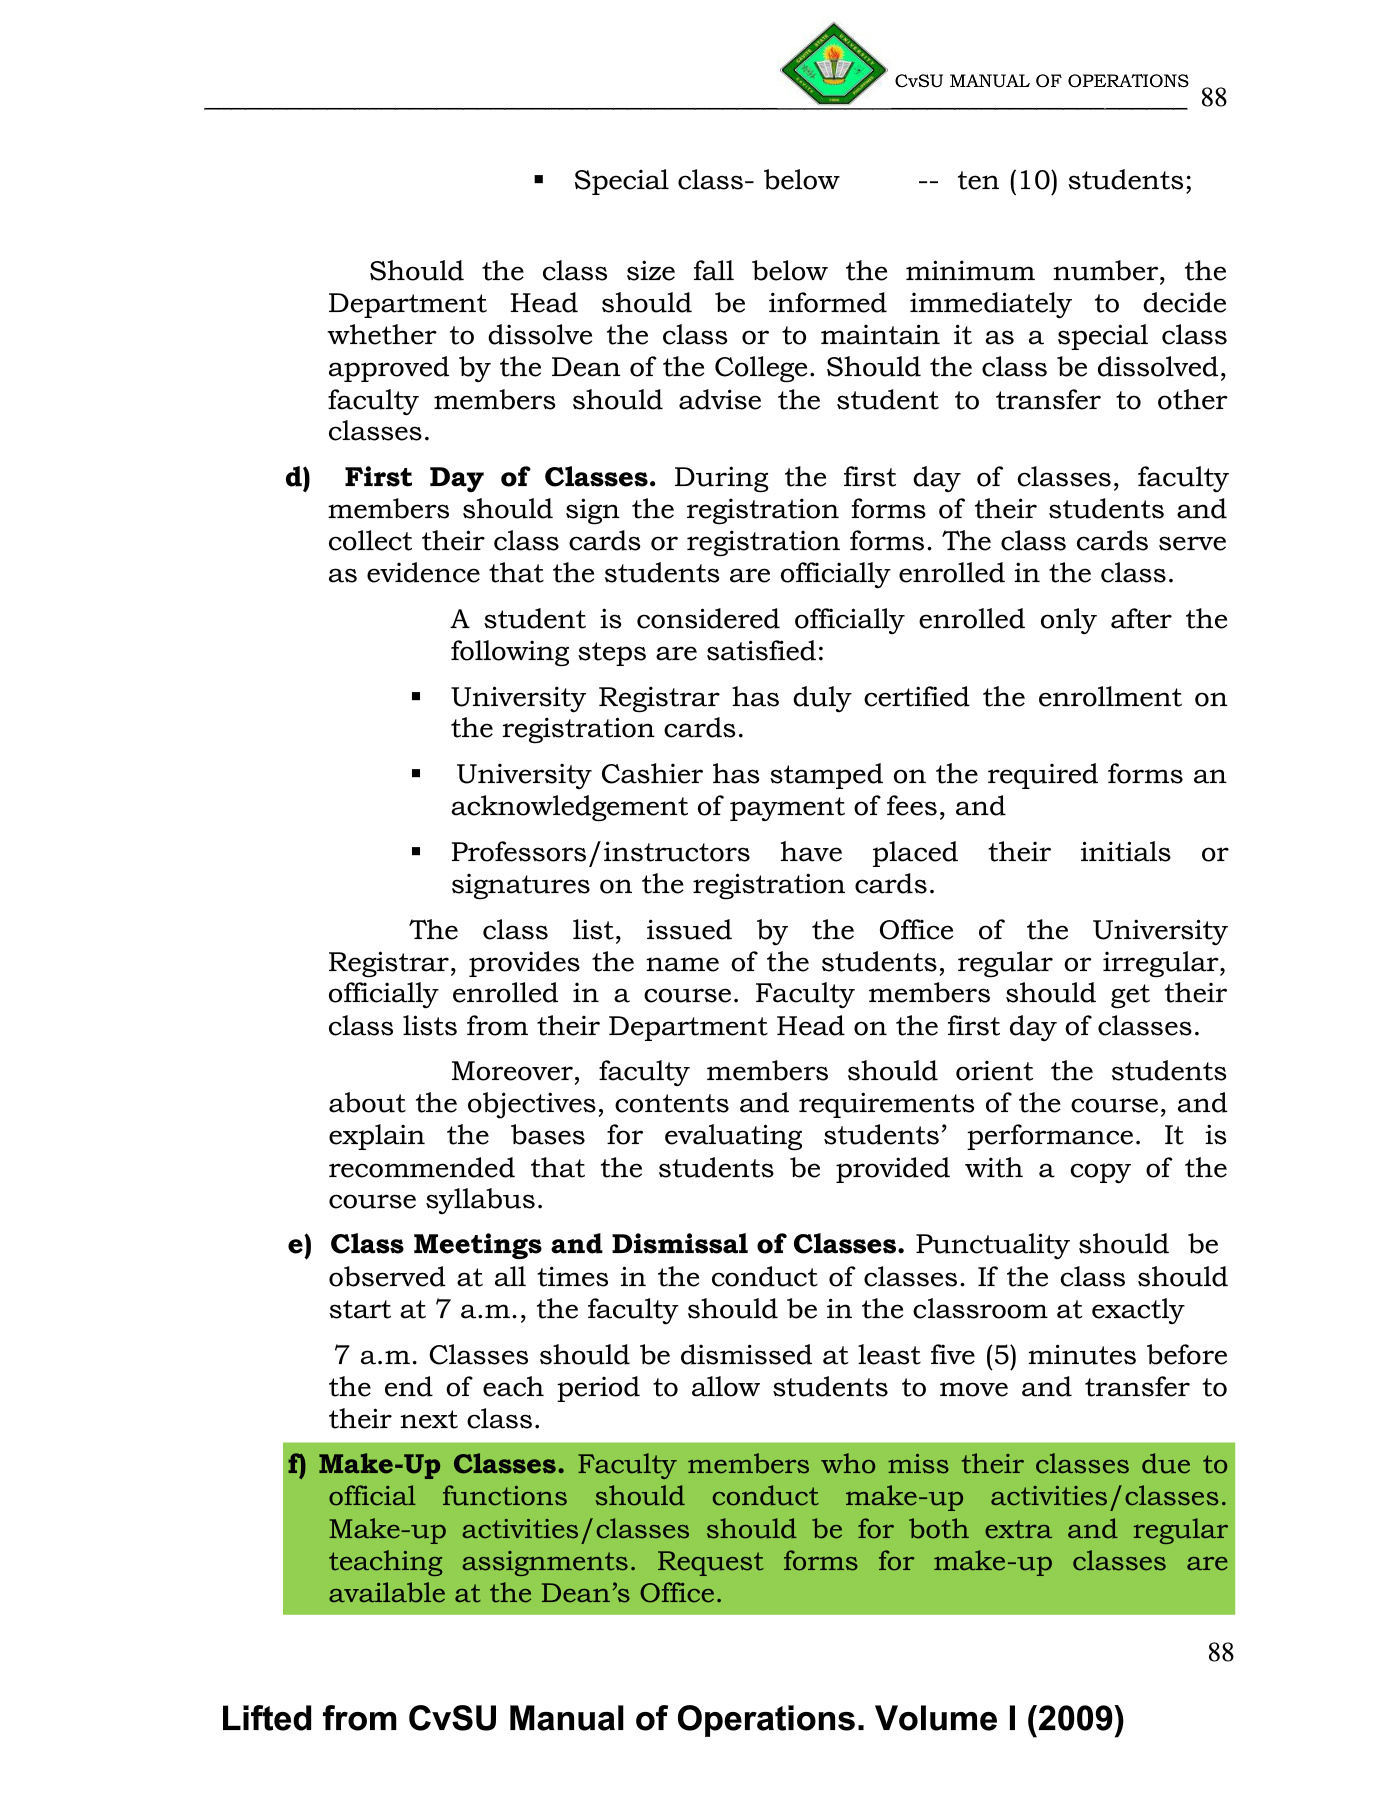 CvSU MANUAL OF OPERATIONS 88
▪ Special class- below -- ten (10) students;
Should the class size fall below the minimum number, the
Department Head should be informed immediately to decide
whether to dissolve the class or to maintain it as a special class
approved by the Dean of the College. Should the class be dissolved,
faculty members should advise the student to transfer to other
classes.
d) First Day of Classes. During the first day of classes, faculty
members should sign the registration forms of their students and
collect their class cards or registration forms. The class cards serve
as evidence that the students are officially enrolled in the class.
A student is considered officially enrolled only after the
following steps are satisfied:
▪ University Registrar has duly certified the enrollment on
the registration cards.
▪ University Cashier has stamped on the required forms an
acknowledgement of payment of fees, and
▪ Professors/instructors have placed their initials or
signatures on the registration cards.
The class list, issued by the Office of the University
Registrar, provides the name of the students, regular or irregular,
officially enrolled in a course. Faculty members should get their
class lists from their Department Head on the first day of classes.
Moreover, faculty members should orient the students
about the objectives, contents and requirements of the course, and
explain the bases for evaluating students’ performance. It is
recommended that the students be provided with a copy of the
course syllabus.
e) Class Meetings and Dismissal of Classes. Punctuality should be
observed at all times in the conduct of classes. If the class should
start at 7 a.m., the faculty should be in the classroom at exactly
7 a.m. Classes should be dismissed at least five (5) minutes before
the end of each period to allow students to move and transfer to
their next class.
f) Make-Up Classes. Faculty members who miss their classes due to
official functions should conduct make-up activities/classes.
Make-up activities/classes should be for both extra and regular
teaching assignments. Request forms for make-up classes are
available at the Dean’s Office.
88
Lifted from CvSU Manual of Operations. Volume I (2009)